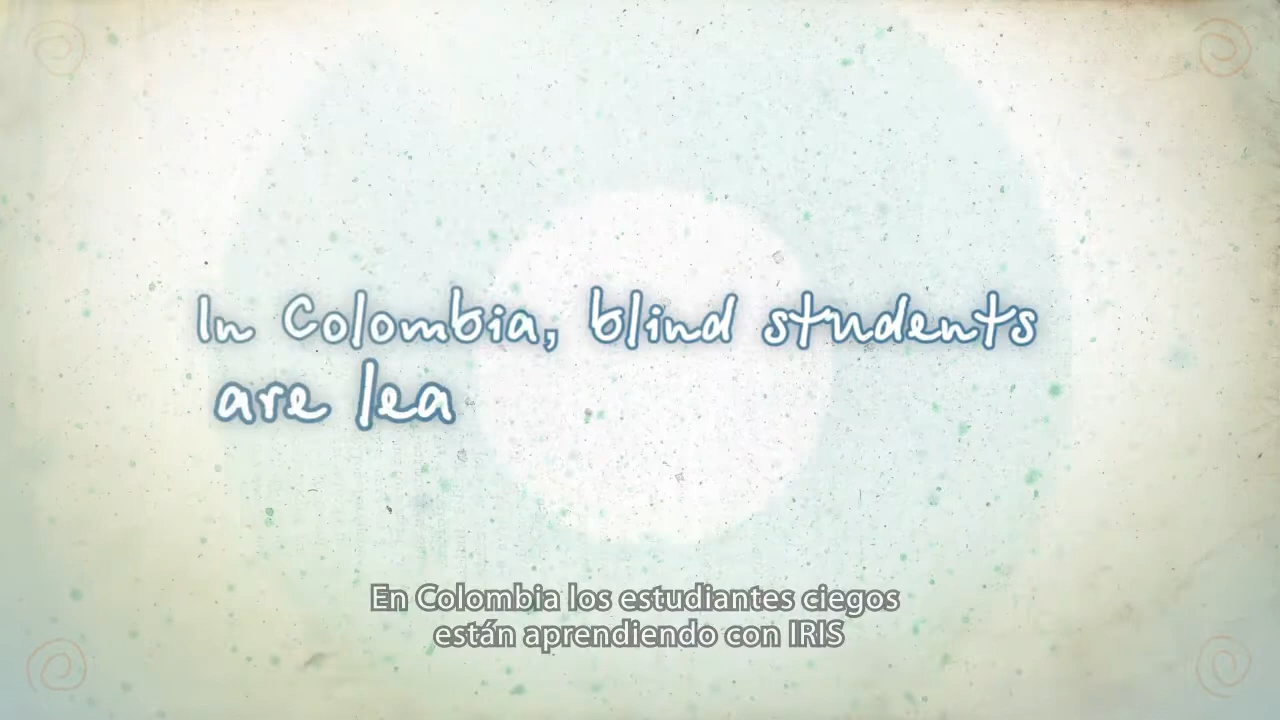 In Colombia, blind students
are lea
En Colombia los estudiantes ciegos
están aprendiendo con IRIS